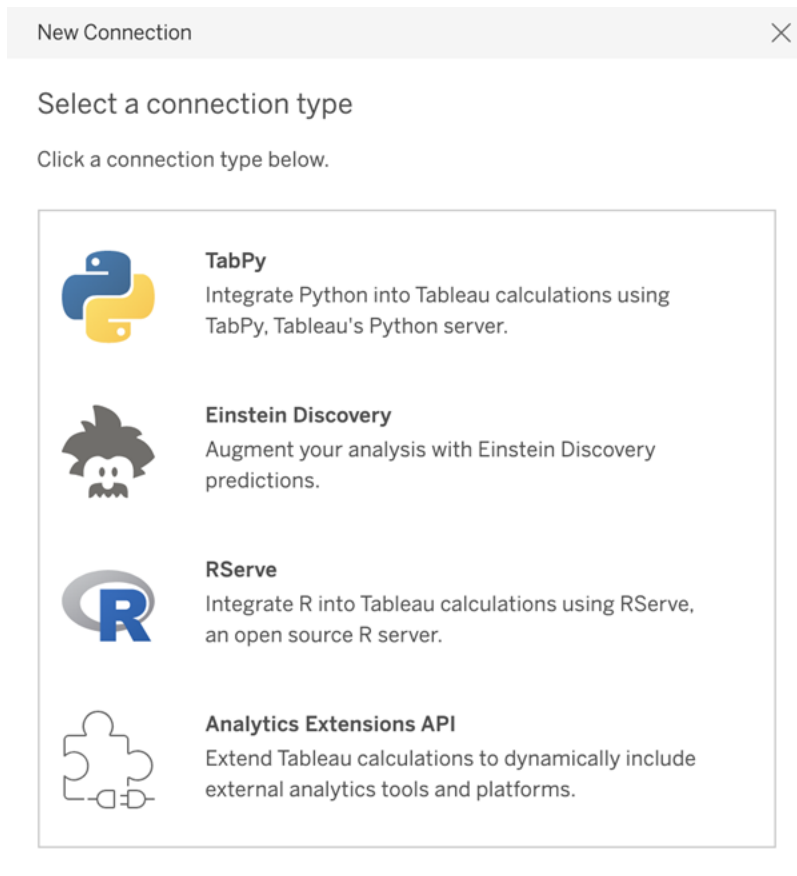 New Connection
Select a connection type
Click a connection type below.
TabPy
Integrate Python into Tableau calculations using
TabPy, Tableau's Python server.
Einstein Discovery
Augment your analysis with Einstein Discovery
predictions.
R
RServe
Integrate R into Tableau calculations using RServe,
an open source R server.
Analytics Extensions API
Extend Tableau calculations to dynamically include
external analytics tools and platforms.